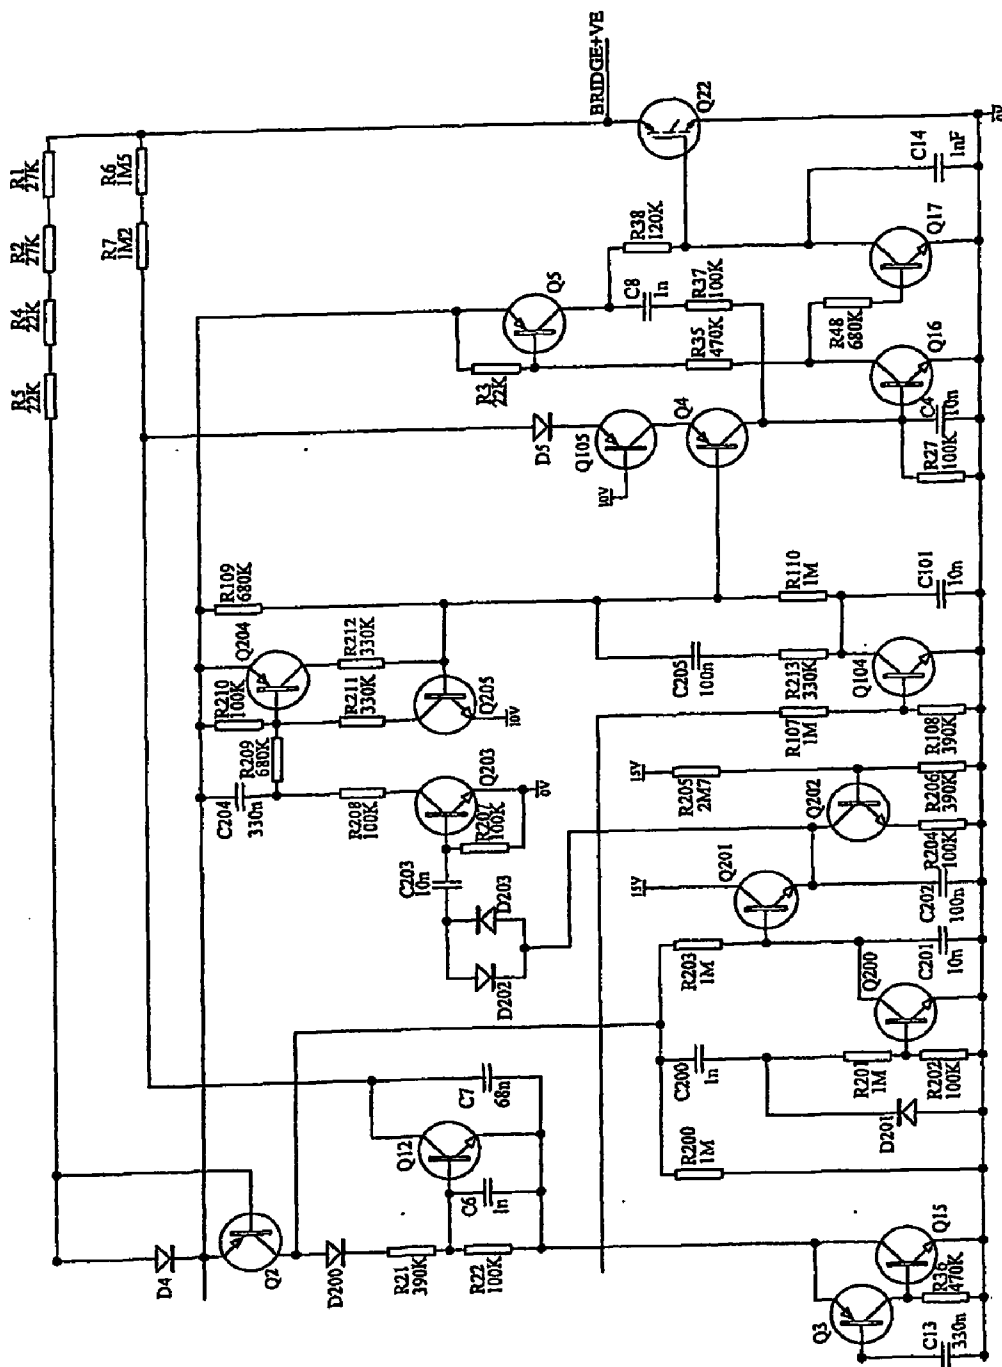 R1
27K
R2
27K
R4
22K
R5
22K
R6
1M5
R7
1M2
BRIDGE+VE
Q22
R38
120K
C14
1nF
0V
Q5
C8
1n
R37
100K
Q17
R3
22K
R35
470K
R48
680K
D5
Q105
10V
Q4
Q16
C4
10n
R27
100K
R109
680K
Q204
R210
100K
R212
330K
R211
330K
Q205
10V
R209
680K
C204
330n
R208
100K
Q203
R207
100K
0V
C203
10n
D203
D202
R110
1M
C101
10n
C205
100n
R213
330K
Q104
R107
1M
R108
390K
15V
R205
2M7
Q202
R206
390K
R204
100K
15V
Q201
C202
100n
R203
1M
Q200
C201
10n
C200
1n
R201
1M
R202
100K
D201
R200
1M
C7
68n
Q12
C6
1n
D4
Q2
D200
R21
390K
R22
100K
Q15
R36
470K
Q3
C13
330n